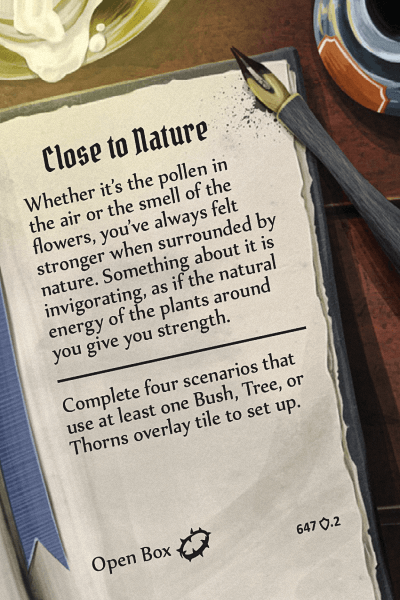 Close to Nature
Whether it's the pollen in
the air or the smell of the
flowers, you've always felt
stronger when surrounded by
nature. Something about it is
invigorating, as if the natural
energy of the plants around
you give you strength.
Complete four scenarios that
use at least one Bush, Tree, or
Thorns overlay tile to set up.
Open Box
647 .2